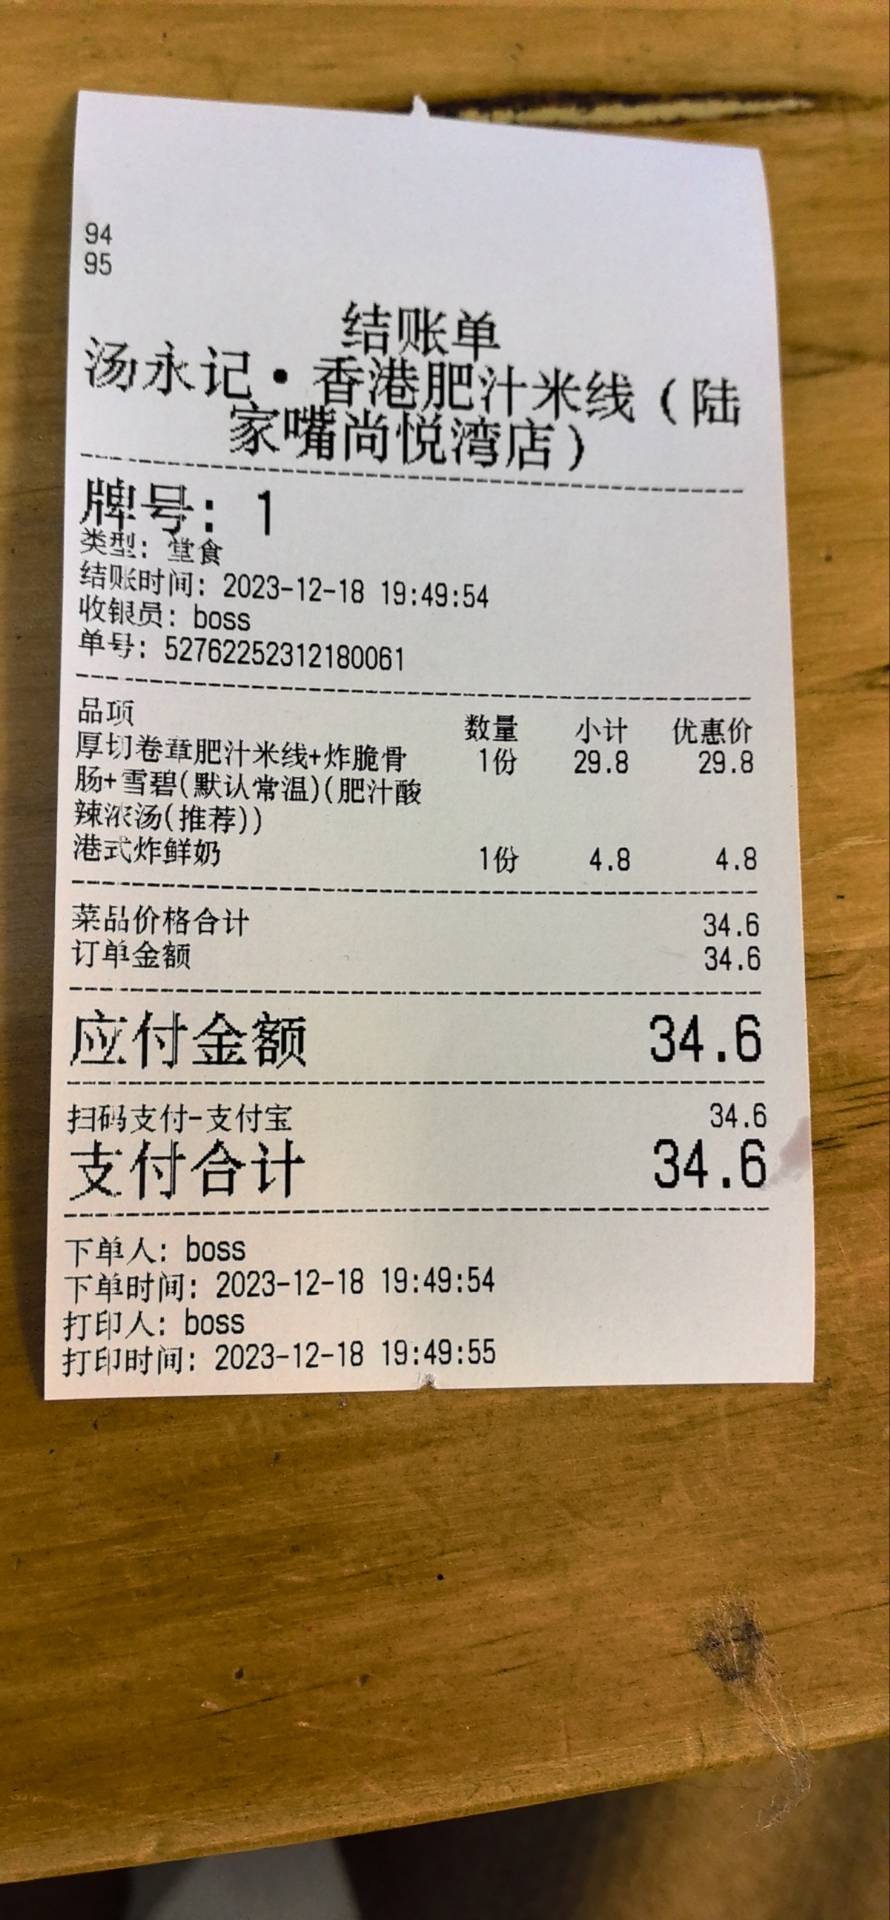 94
95
结账单
汤永记·香港肥汁米线（陆
家嘴尚悦湾店）
牌号：1
类型：堂食
结账时间：2023-12-18 19:49:54
收银员：boss
单号：52762252312180061
品项 数量 小计 优惠价
厚切卷章肥汁米线+炸脆骨 1份 29.8 29.8
肠+雪碧(默认常温)(肥汁酸
辣浓汤(推荐))
港式炸鲜奶 1份 4.8 4.8
菜品价格合计 34.6
订单金额 34.6
应付金额 34.6
扫码支付-支付宝 34.6
支付合计 34.6
下单人：boss
下单时间：2023-12-18 19:49:54
打印人：boss
打印时间：2023-12-18 19:49:55